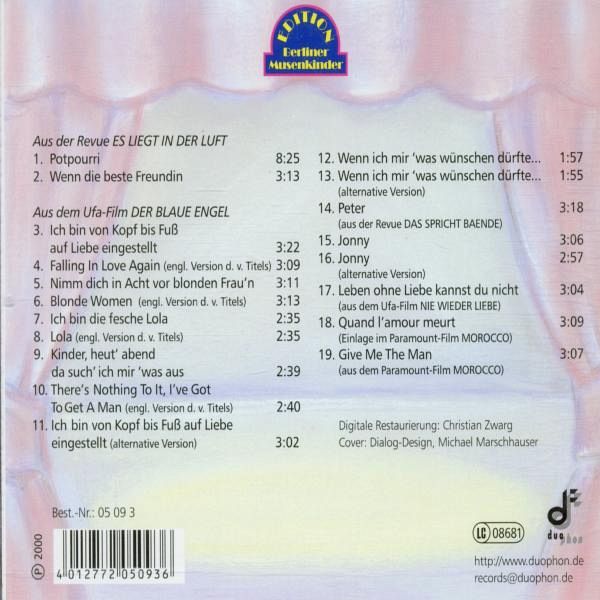 EDITION
Berliner
Musenkinder
Aus der Revue ES LIEGT IN DER LUFT
1. Potpourri 8:25
2. Wenn die beste Freundin 3:13
Aus dem Ufa-Film DER BLAUE ENGEL
3. Ich bin von Kopf bis Fuß
auf Liebe eingestellt 3:22
4. Falling In Love Again (engl. Version d. v. Titels) 3:09
5. Nimm dich in Acht vor blonden Frau'n 3:11
6. Blonde Women (engl. Version d. v. Titels) 3:13
7. Ich bin die fesche Lola 2:35
8. Lola (engl. Version d. v. Titels) 2:35
9. Kinder, heut' abend
da such' ich mir 'was aus 2:39
10. There's Nothing To It, I've Got
To Get A Man (engl. Version d. v. Titels) 2:40
11. Ich bin von Kopf bis Fuß auf Liebe
eingestellt (alternative Version) 3:02
12. Wenn ich mir 'was wünschen dürfte... 1:57
13. Wenn ich mir 'was wünschen dürfte... 1:55
(alternative Version)
14. Peter 3:18
(aus der Revue DAS SPRICHT BAENDE)
15. Jonny 3:06
16. Jonny 2:57
(alternative Version)
17. Leben ohne Liebe kannst du nicht 3:04
(aus dem Ufa-Film NIE WIEDER LIEBE)
18. Quand l'amour meurt 3:09
(Einlage im Paramount-Film MOROCCO)
19. Give Me The Man 3:07
(aus dem Paramount-Film MOROCCO)
Digitale Restaurierung: Christian Zwarg
Cover: Dialog-Design, Michael Marschhauser
Best.-Nr.: 05 09 3
℗ 2000
4 012772 050936
LC 08681
duo phon
http://www.duophon.de
records@duophon.de